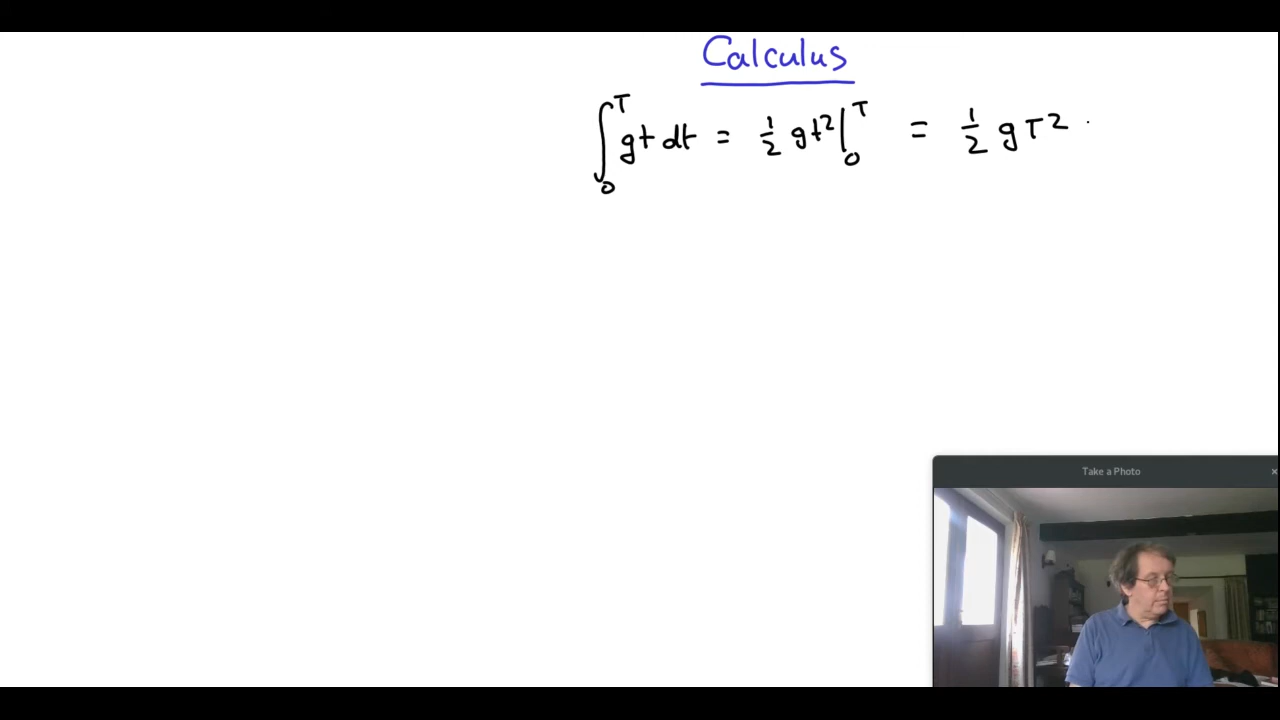 Calculus
∫₀ᵀ gt dt = ½ gt² |₀ᵀ = ½ gT²
Take a Photo
×